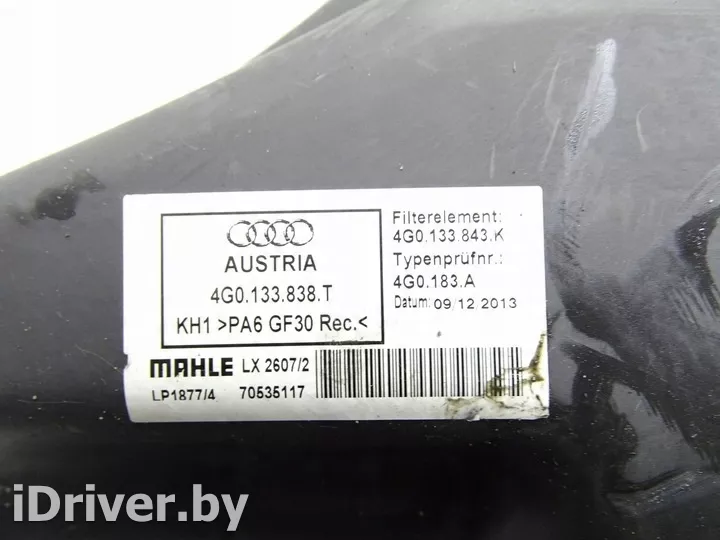 AUSTRIA
4G0.133.838.T
KH1 >PA6 GF30 Rec.<
Filterelement:
4G0.133.843.K
Typenprüfnr.:
4G0.183.A
Datum: 09/12.2013
MAHLE LX 2607/2
LP1877/4 70535117
iDriver.by